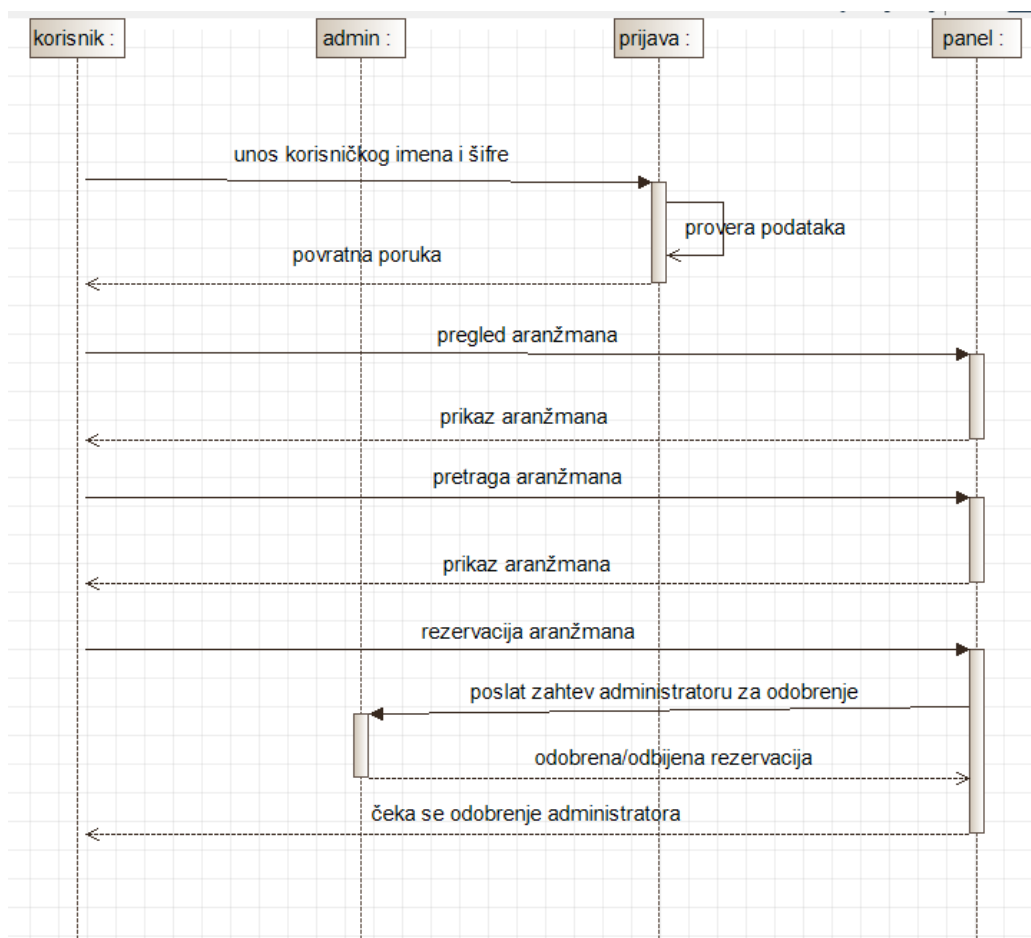 korisnik :
admin :
prijava :
panel :
unos korisničkog imena i šifre
provera podataka
povratna poruka
pregled aranžmana
prikaz aranžmana
pretraga aranžmana
prikaz aranžmana
rezervacija aranžmana
poslat zahtev administratoru za odobrenje
odobrena/odbijena rezervacija
čeka se odobrenje administratora